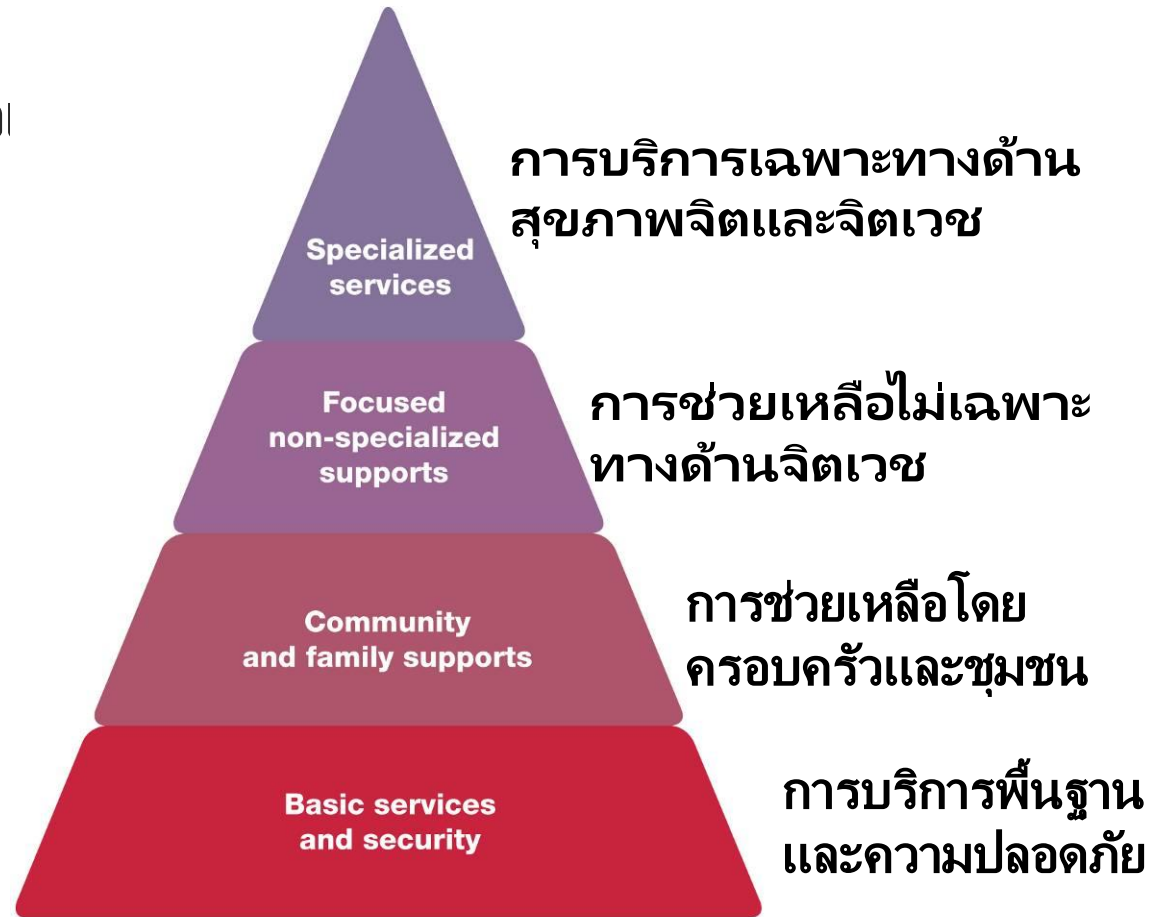 การบริการเฉพาะทางด้าน
สุขภาพจิตและจิตเวช
Specialized
services
การช่วยเหลือไม่เฉพาะ
ทางด้านจิตเวช
Focused
non-specialized
supports
การช่วยเหลือโดย
ครอบครัวและชุมชน
Community
and family supports
การบริการพื้นฐาน
และความปลอดภัย
Basic services
and security